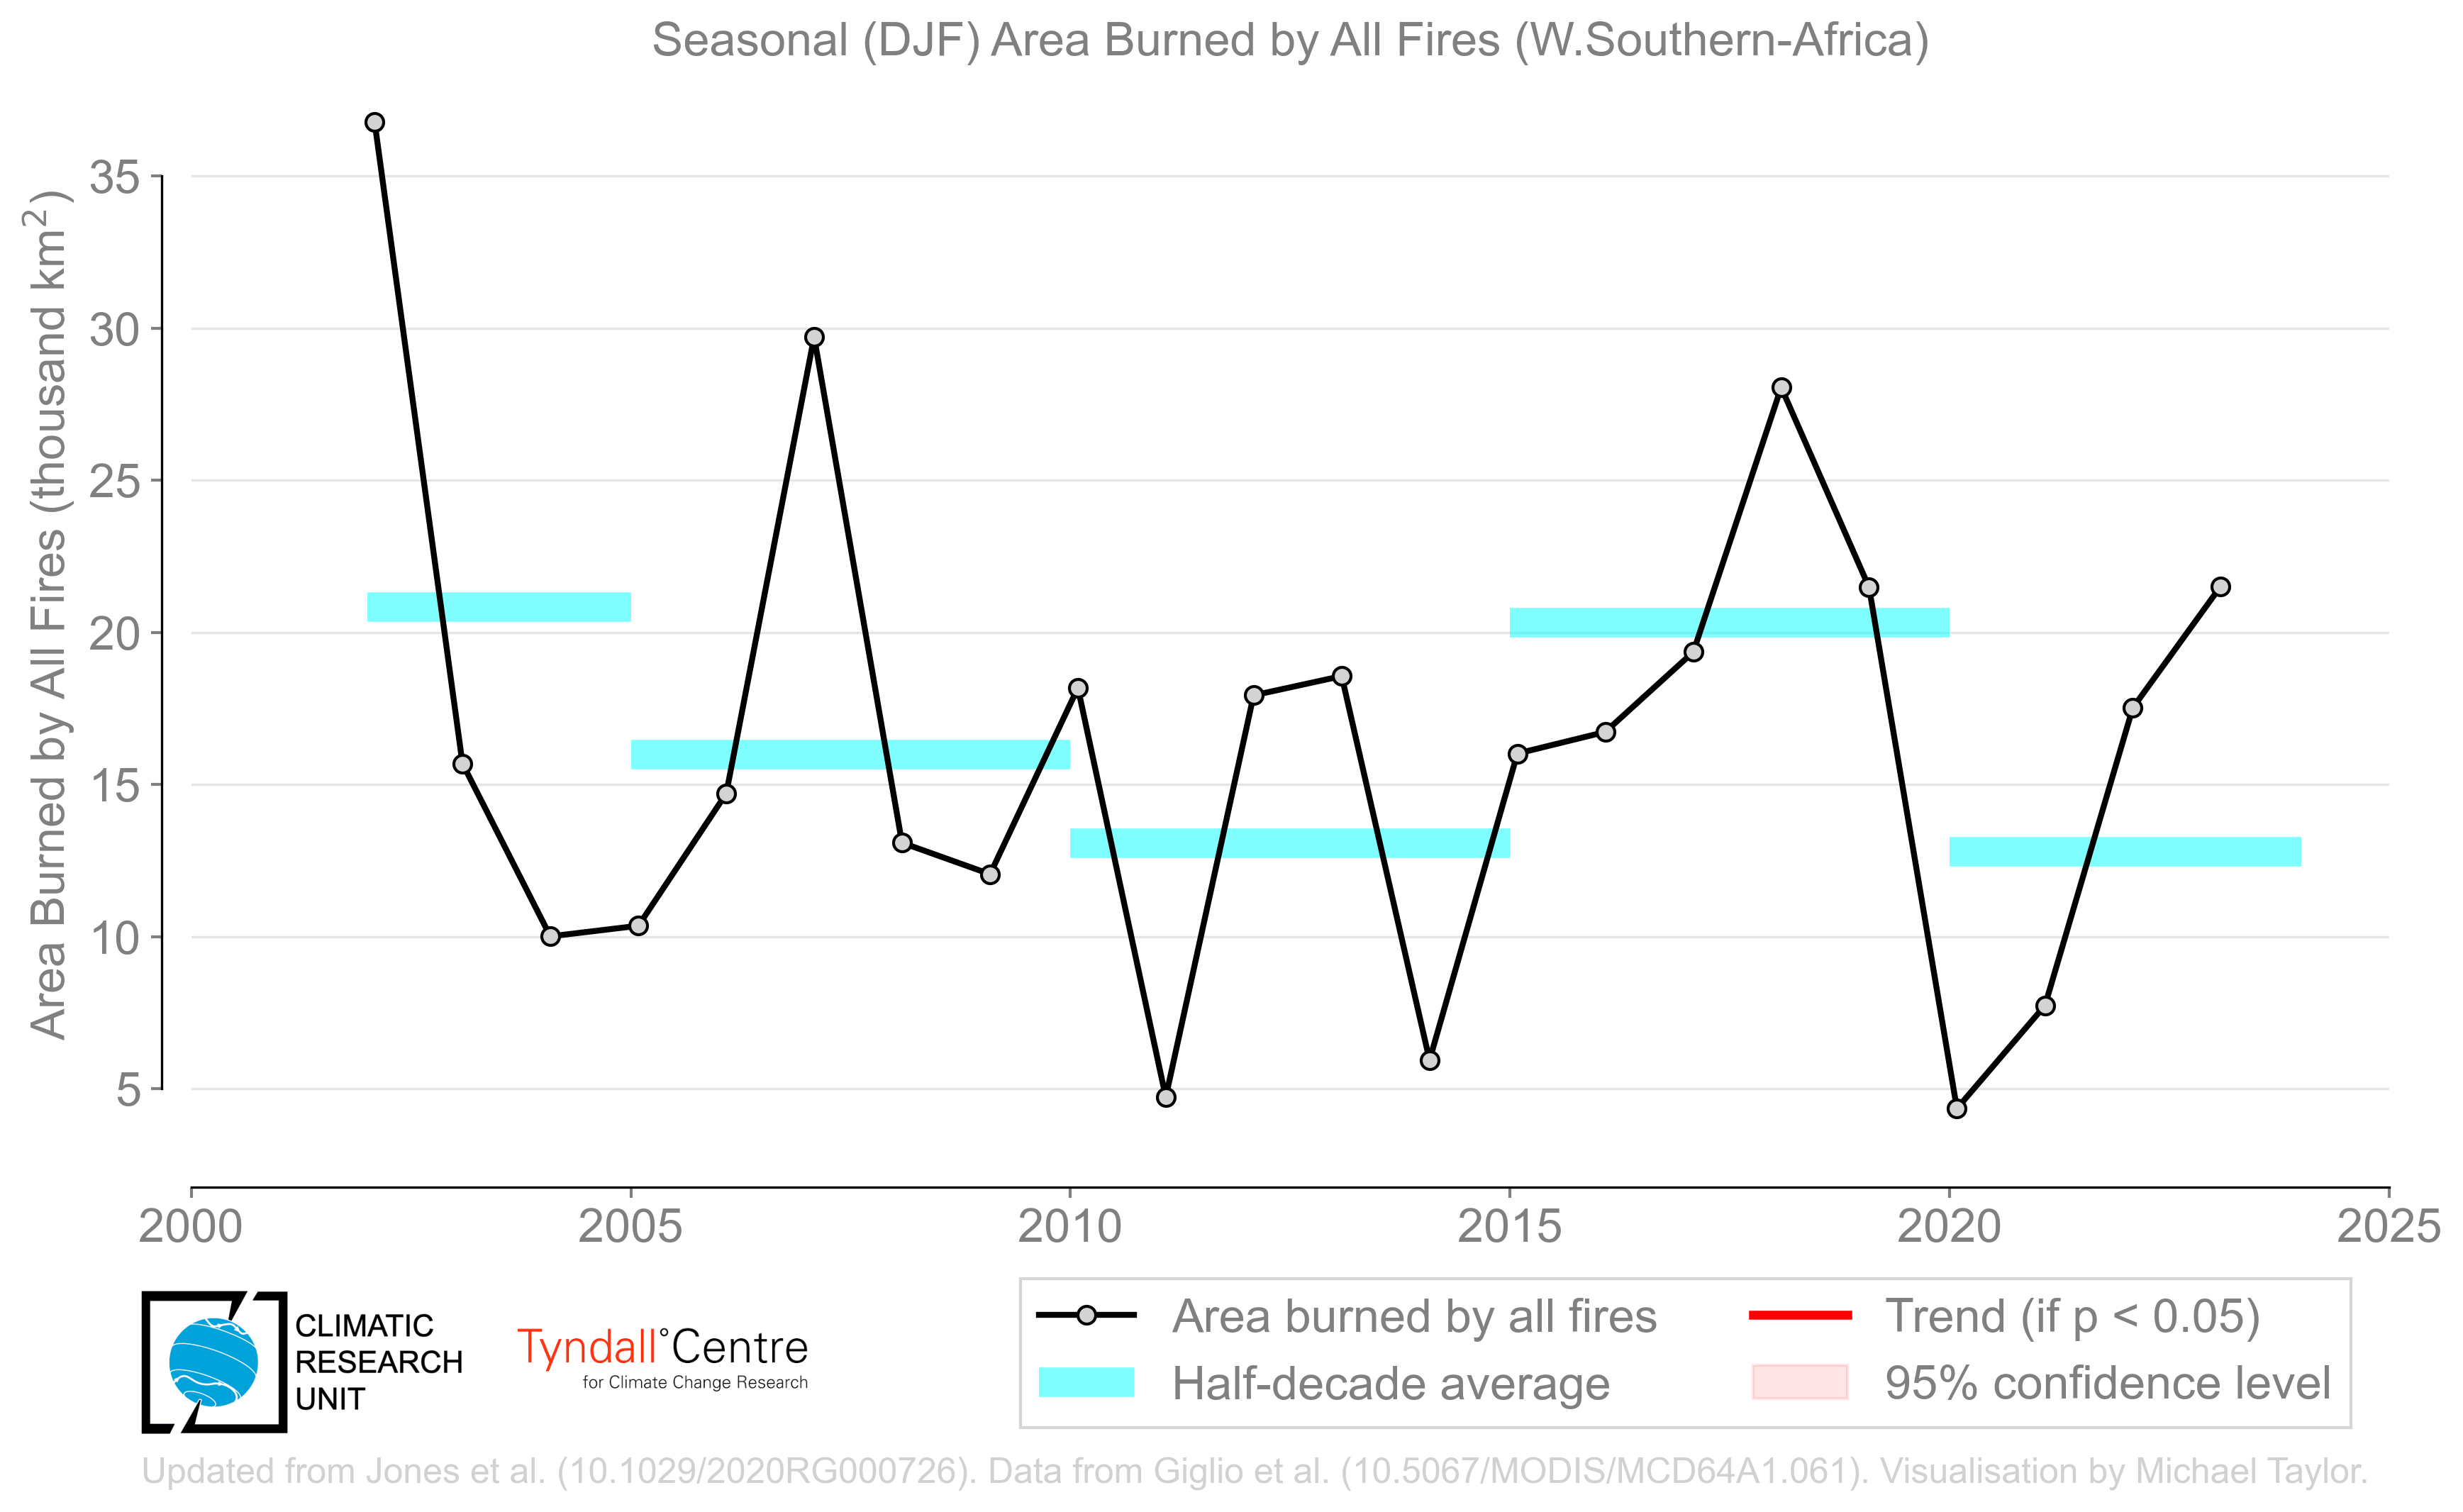 Seasonal (DJF) Area Burned by All Fires (W.Southern-Africa)
Area Burned by All Fires (thousand km²)
35
30
25
20
15
10
5
2000 2005 2010 2015 2020 2025
CLIMATIC
RESEARCH
UNIT
Tyndall°Centre
for Climate Change Research
Area burned by all fires
Half-decade average
Trend (if p < 0.05)
95% confidence level
Updated from Jones et al. (10.1029/2020RG000726). Data from Giglio et al. (10.5067/MODIS/MCD64A1.061). Visualisation by Michael Taylor.